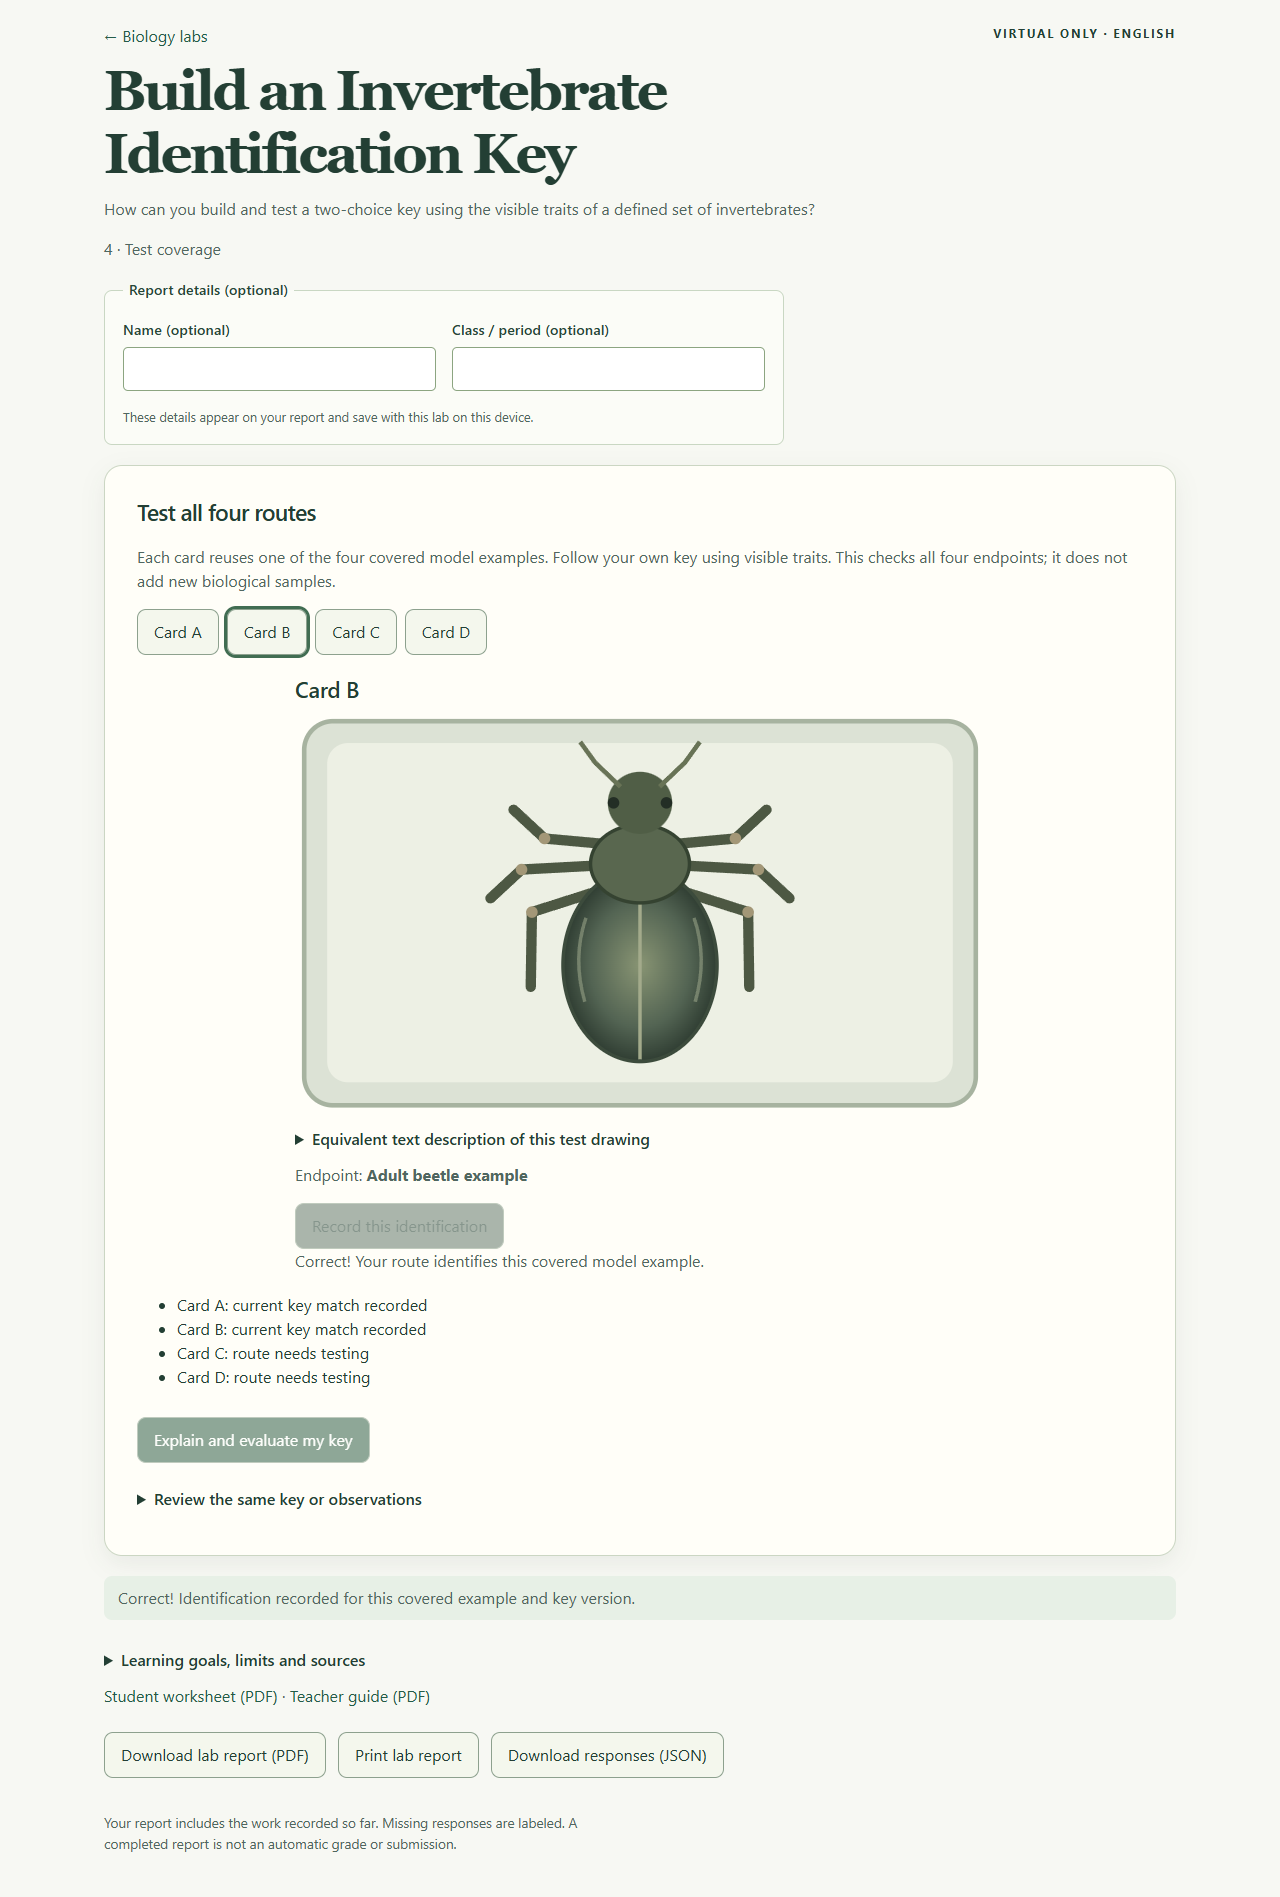 ← Biology labs
VIRTUAL ONLY · ENGLISH
Build an Invertebrate
Identification Key
How can you build and test a two-choice key using the visible traits of a defined set of invertebrates?
4 · Test coverage
Report details (optional)
Name (optional)
Class / period (optional)
These details appear on your report and save with this lab on this device.
Test all four routes
Each card reuses one of the four covered model examples. Follow your own key using visible traits. This checks all four endpoints; it does not
add new biological samples.
Card A
Card B
Card C
Card D
Card B
Equivalent text description of this test drawing
Endpoint: Adult beetle example
Record this identification
Correct! Your route identifies this covered model example.
Card A: current key match recorded
Card B: current key match recorded
Card C: route needs testing
Card D: route needs testing
Explain and evaluate my key
Review the same key or observations
Correct! Identification recorded for this covered example and key version.
Learning goals, limits and sources
Student worksheet (PDF) · Teacher guide (PDF)
Download lab report (PDF)
Print lab report
Download responses (JSON)
Your report includes the work recorded so far. Missing responses are labeled. A
completed report is not an automatic grade or submission.